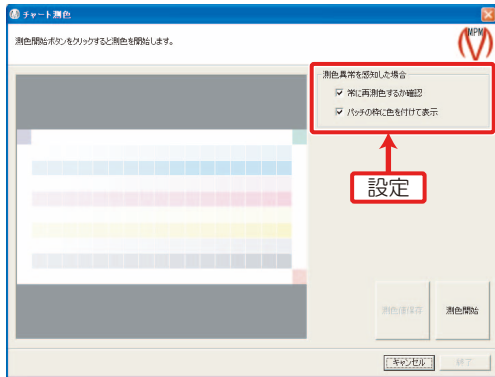 チャート測色
測色開始ボタンをクリックすると測色を開始します。
MPM
測色異常を感知した場合
常に再測色するか確認
パッチの枠に色を付けて表示
設定
測色値保存
測色開始
キャンセル
終了